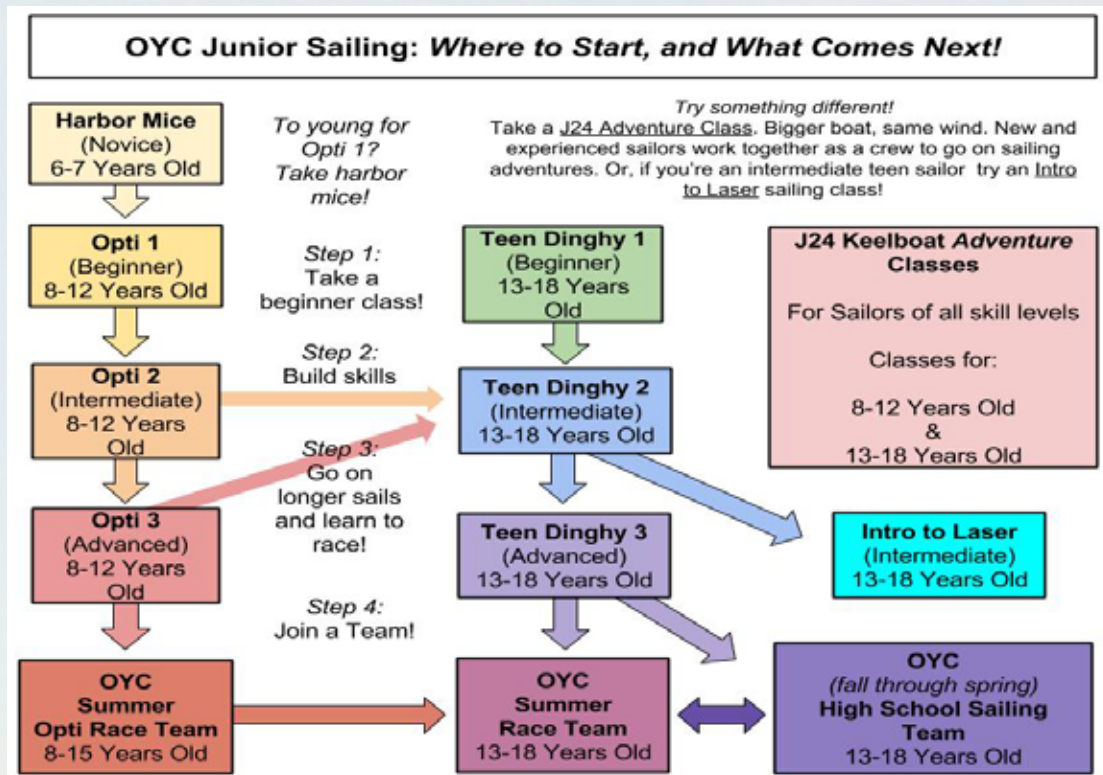 OYC Junior Sailing: Where to Start, and What Comes Next!
Harbor Mice
(Novice)
6-7 Years Old
To young for
Opti 1?
Take harbor
mice!
Try something different!
Take a J24 Adventure Class. Bigger boat, same wind. New and
experienced sailors work together as a crew to go on sailing
adventures. Or, if you're an intermediate teen sailor try an Intro
to Laser sailing class!
Opti 1
(Beginner)
8-12 Years Old
Step 1:
Take a
beginner class!
Teen Dinghy 1
(Beginner)
13-18 Years
Old
J24 Keelboat Adventure
Classes
For Sailors of all skill levels
Classes for:
8-12 Years Old
&
13-18 Years Old
Opti 2
(Intermediate)
8-12 Years
Old
Step 2:
Build skills
Teen Dinghy 2
(Intermediate)
13-18 Years Old
Opti 3
(Advanced)
8-12 Years
Old
Step 3:
Go on
longer sails
and learn to
race!
Teen Dinghy 3
(Advanced)
13-18 Years Old
Intro to Laser
(Intermediate)
13-18 Years Old
Step 4:
Join a Team!
OYC
Summer
Opti Race Team
8-15 Years Old
OYC
Summer
Race Team
13-18 Years Old
OYC
(fall through spring)
High School Sailing
Team
13-18 Years Old